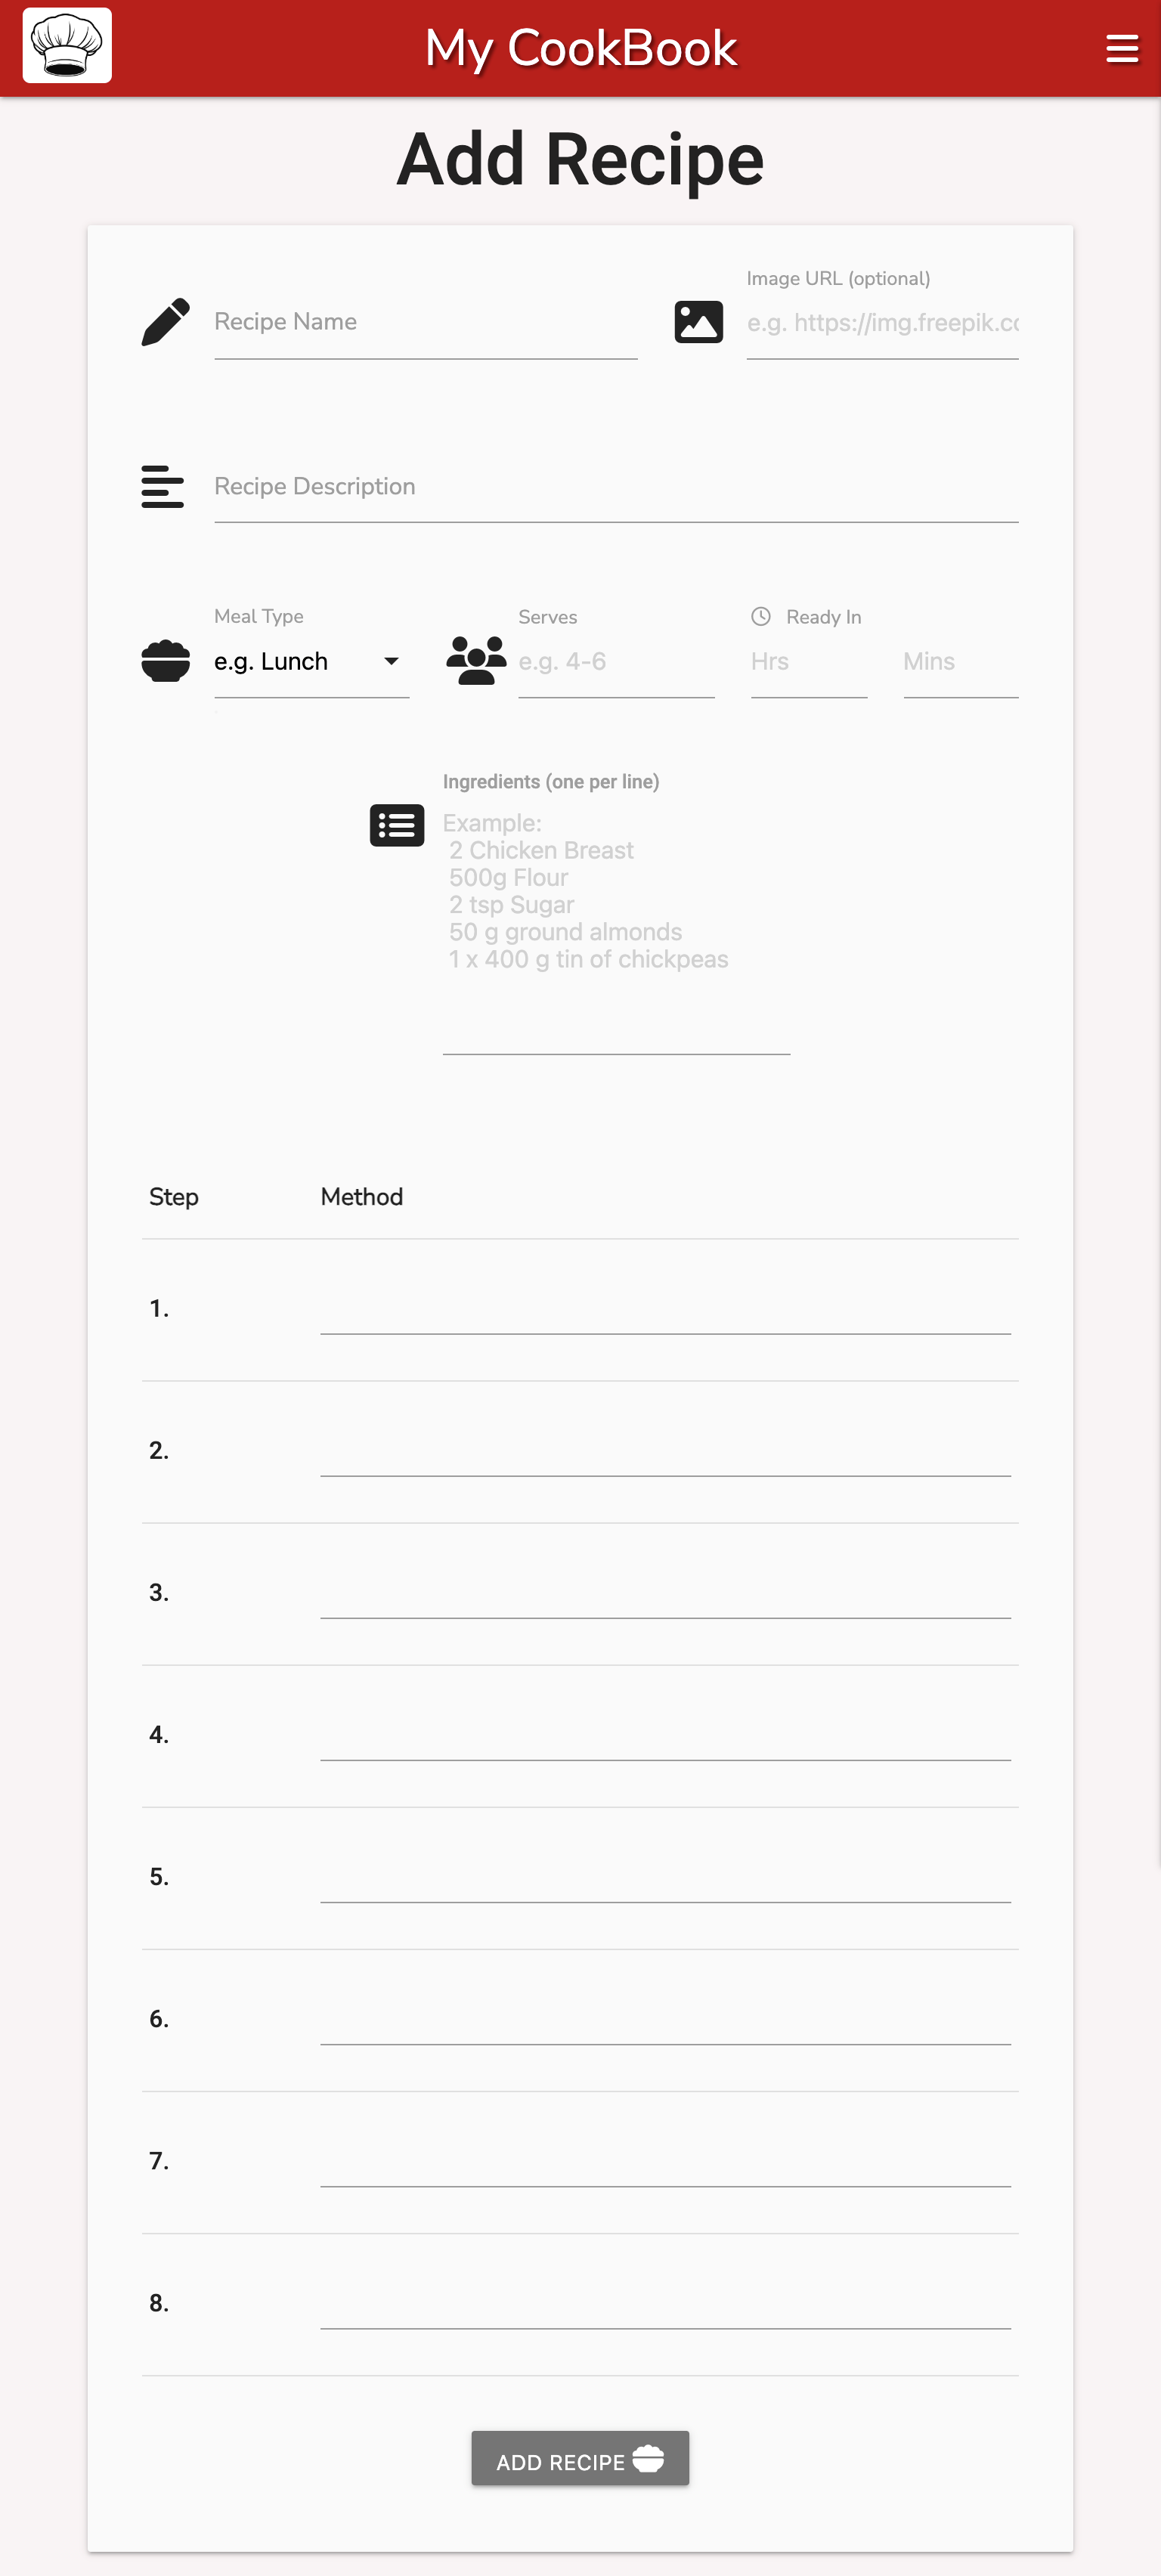 My CookBook
Add Recipe
Image URL (optional)
Recipe Name
e.g. https://img.freepik.co
Recipe Description
Meal Type
Serves
Ready In
e.g. Lunch
e.g. 4-6
Hrs
Mins
Ingredients (one per line)
Example:
2 Chicken Breast
500g Flour
2 tsp Sugar
50 g ground almonds
1 x 400 g tin of chickpeas
Step Method
1.
2.
3.
4.
5.
6.
7.
8.
ADD RECIPE